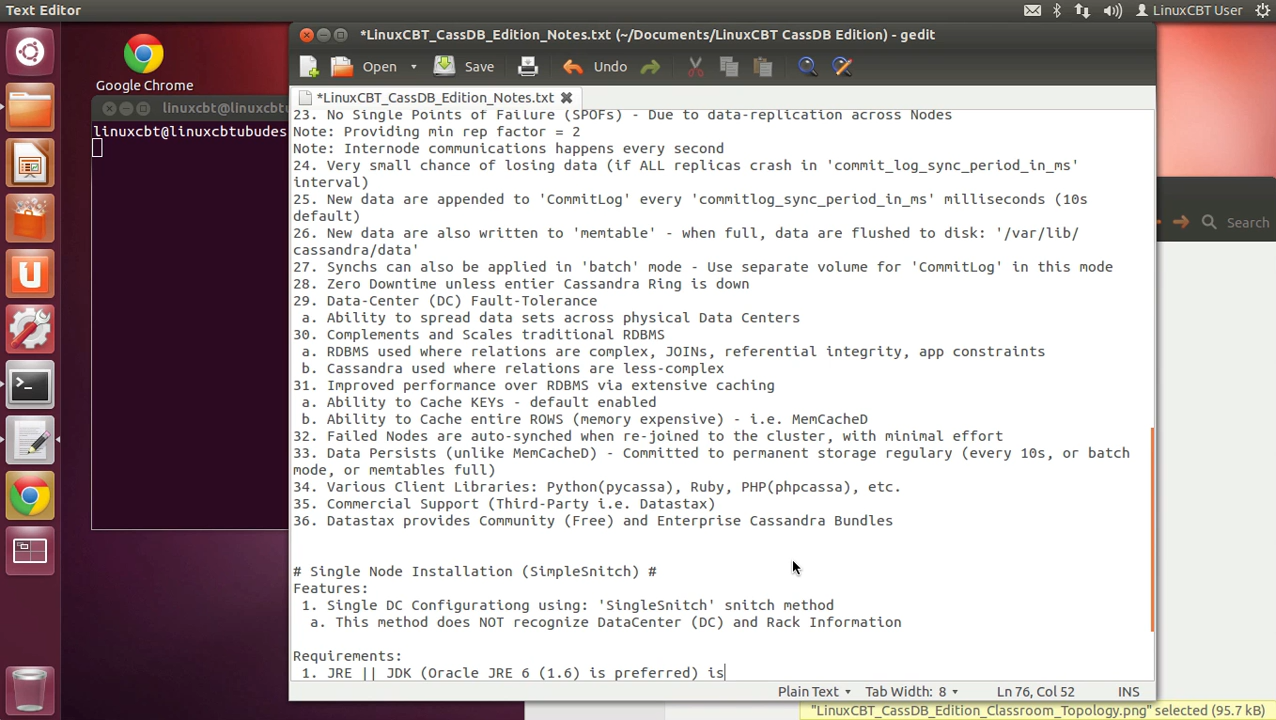 Text Editor
LinuxCBT User
*LinuxCBT_CassDB_Edition_Notes.txt (~/Documents/LinuxCBT CassDB Edition) - gedit
Google Chrome
Open
Save
Undo
linuxcbt@linuxcbtu
*LinuxCBT_CassDB_Edition_Notes.txt
linuxcbt@linuxcbtubudes
23. No Single Points of Failure (SPOFs) - Due to data-replication across Nodes
Note: Providing min rep factor = 2
Note: Internode communications happens every second
24. Very small chance of losing data (if ALL replicas crash in 'commit_log_sync_period_in_ms'
interval)
25. New data are appended to 'CommitLog' every 'commitlog_sync_period_in_ms' milliseconds (10s
default)
26. New data are also written to 'memtable' - when full, data are flushed to disk: '/var/lib/
cassandra/data'
27. Synchs can also be applied in 'batch' mode - Use separate volume for 'CommitLog' in this mode
28. Zero Downtime unless entier Cassandra Ring is down
29. Data-Center (DC) Fault-Tolerance
a. Ability to spread data sets across physical Data Centers
30. Complements and Scales traditional RDBMS
a. RDBMS used where relations are complex, JOINs, referential integrity, app constraints
b. Cassandra used where relations are less-complex
31. Improved performance over RDBMS via extensive caching
a. Ability to Cache KEYs - default enabled
b. Ability to Cache entire ROWS (memory expensive) - i.e. MemCacheD
32. Failed Nodes are auto-synched when re-joined to the cluster, with minimal effort
33. Data Persists (unlike MemCacheD) - Committed to permanent storage regulary (every 10s, or batch
mode, or memtables full)
34. Various Client Libraries: Python(pycassa), Ruby, PHP(phpcassa), etc.
35. Commercial Support (Third-Party i.e. Datastax)
36. Datastax provides Community (Free) and Enterprise Cassandra Bundles
# Single Node Installation (SimpleSnitch) #
Features:
1. Single DC Configurationg using: 'SingleSnitch' snitch method
a. This method does NOT recognize DataCenter (DC) and Rack Information
Requirements:
1. JRE || JDK (Oracle JRE 6 (1.6) is preferred) is
Search
Plain Text
Tab Width: 8
Ln 76, Col 52
INS
"LinuxCBT_CassDB_Edition_Classroom_Topology.png" selected (95.7 kB)